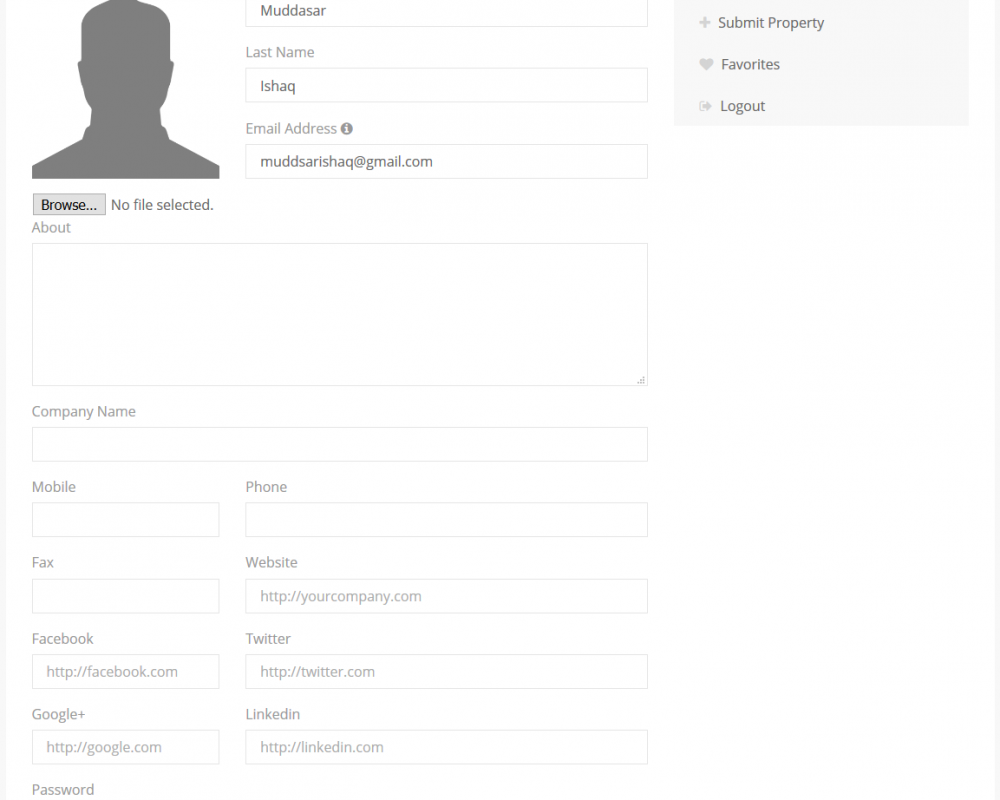 Muddasar
Last Name
Ishaq
Email Address
muddsarishaq@gmail.com
Browse... No file selected.
About
Company Name
Mobile Phone
Fax Website
http://yourcompany.com
Facebook Twitter
http://facebook.com http://twitter.com
Google+ Linkedin
http://google.com http://linkedin.com
Password
Submit Property
Favorites
Logout